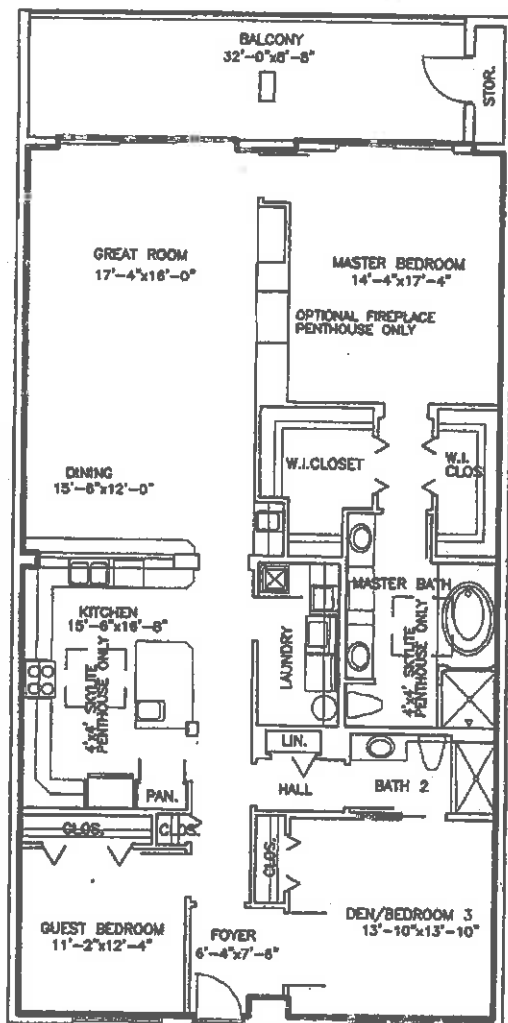 BALCONY
32'-0"x8'-8"
STOR.
GREAT ROOM
17'-4"x16'-0"
MASTER BEDROOM
14'-4"x17'-4"
OPTIONAL FIREPLACE
PENTHOUSE ONLY
DINING
15'-6"x12'-0"
W.I.CLOSET
W.I.
CLOS
KITCHEN
15'-6"x16'-8"
4'x4' SKYLITE
PENTHOUSE ONLY
LAUNDRY
MASTER BATH
4'x4' SKYLITE
PENTHOUSE ONLY
LIN.
PAN.
HALL
BATH 2
CLOS.
CLOS.
CLOS.
GUEST BEDROOM
11'-2"x12'-4"
FOYER
6'-4"x7'-8"
DEN/BEDROOM 3
13'-10"x13'-10"